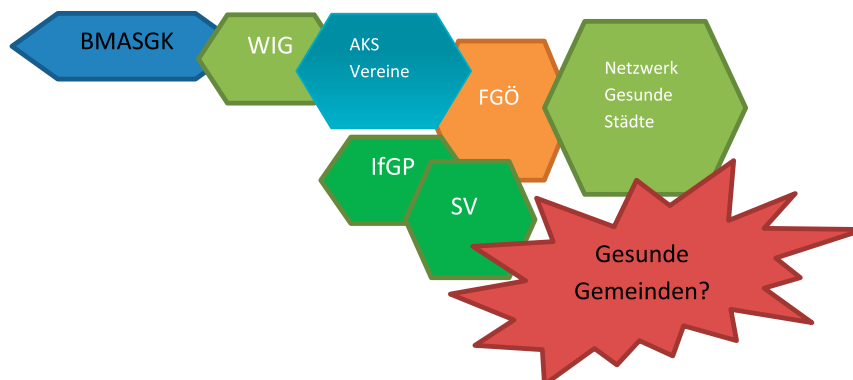 BMASGK
WIG
AKS
Vereine
FGÖ
Netzwerk
Gesunde
Städte
IfGP
SV
Gesunde
Gemeinden?